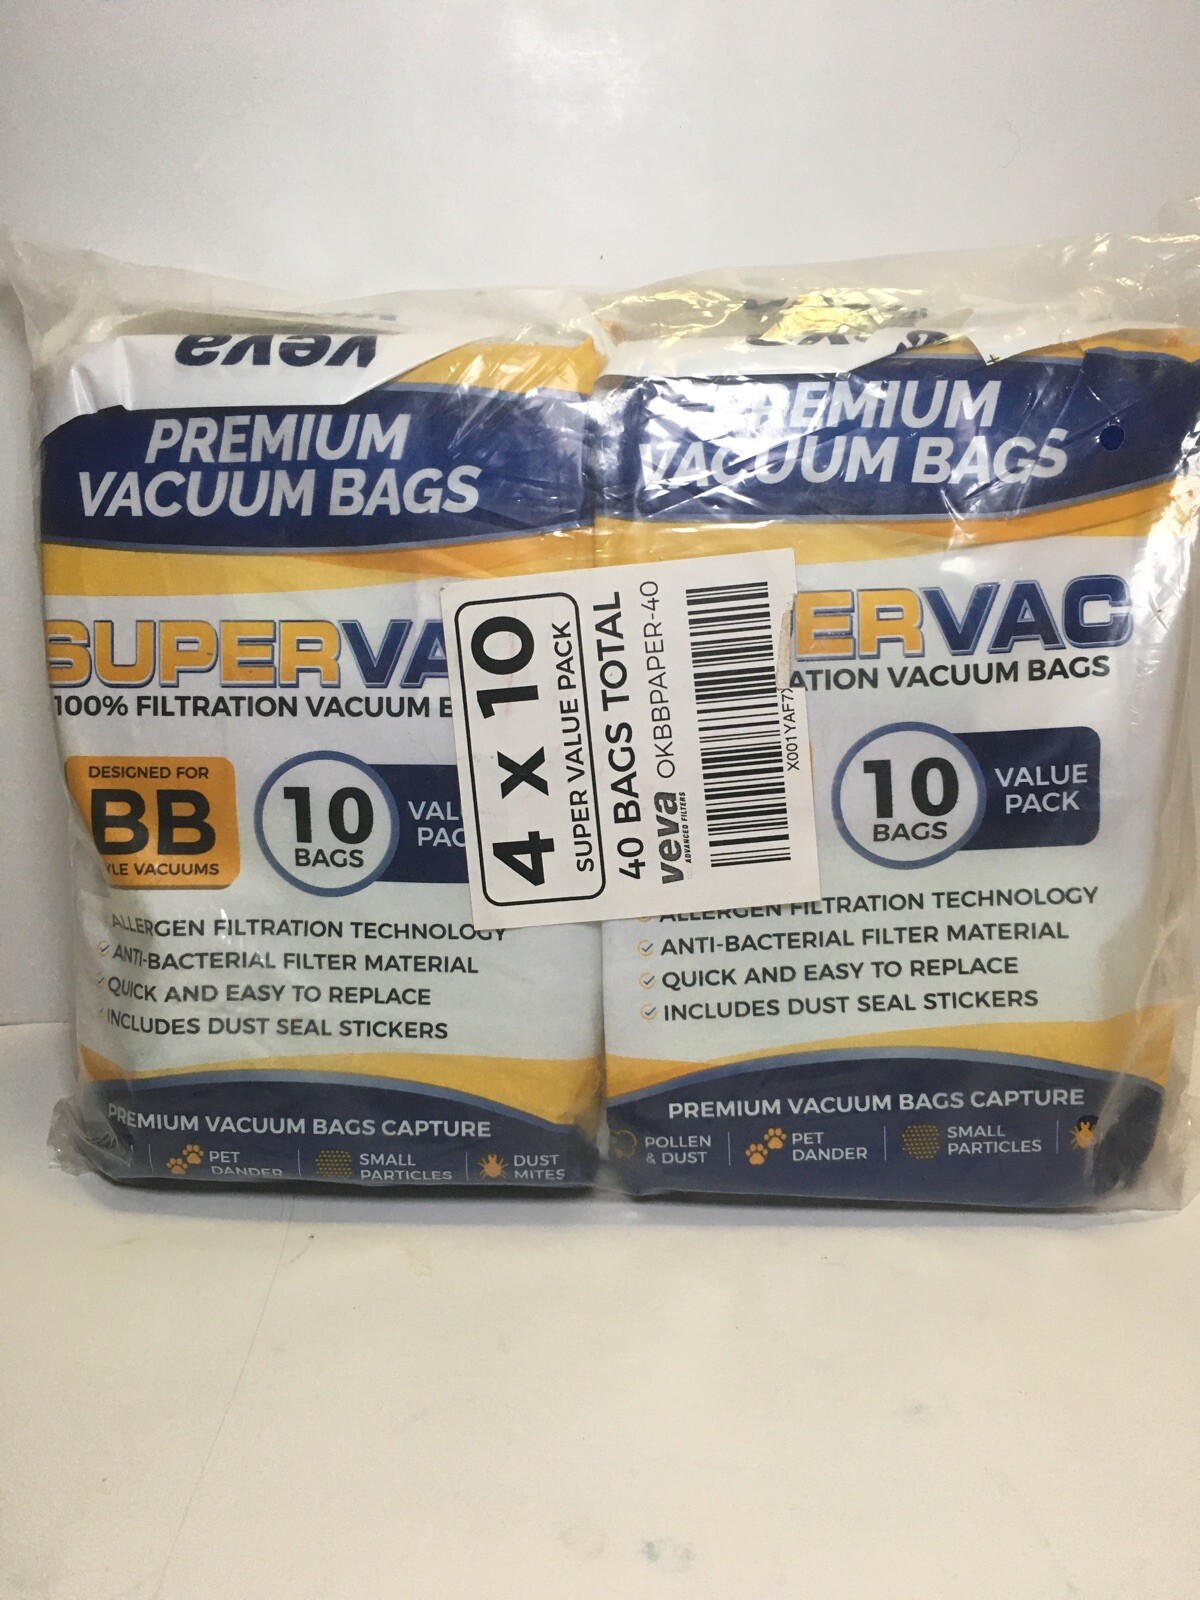 veva
PREMIUM
VACUUM BAGS
SUPERVA
100% FILTRATION VACUUM B
DESIGNED FOR
BB
YLE VACUUMS
10
BAGS
VAL
PAC
ALLERGEN FILTRATION TECHNOLOGY
ANTI-BACTERIAL FILTER MATERIAL
QUICK AND EASY TO REPLACE
INCLUDES DUST SEAL STICKERS
PREMIUM VACUUM BAGS CAPTURE
PET
DANDER
SMALL
PARTICLES
DUST
MITES
4 x 10
SUPER VALUE PACK
40 BAGS TOTAL
veva OKBBPAPER-40
ADVANCED FILTERS
X001YAF7
PREMIUM
VACUUM BAGS
ERVAC
ATION VACUUM BAGS
10
BAGS
VALUE
PACK
ALLERGEN FILTRATION TECHNOLOGY
ANTI-BACTERIAL FILTER MATERIAL
QUICK AND EASY TO REPLACE
INCLUDES DUST SEAL STICKERS
PREMIUM VACUUM BAGS CAPTURE
POLLEN
& DUST
PET
DANDER
SMALL
PARTICLES